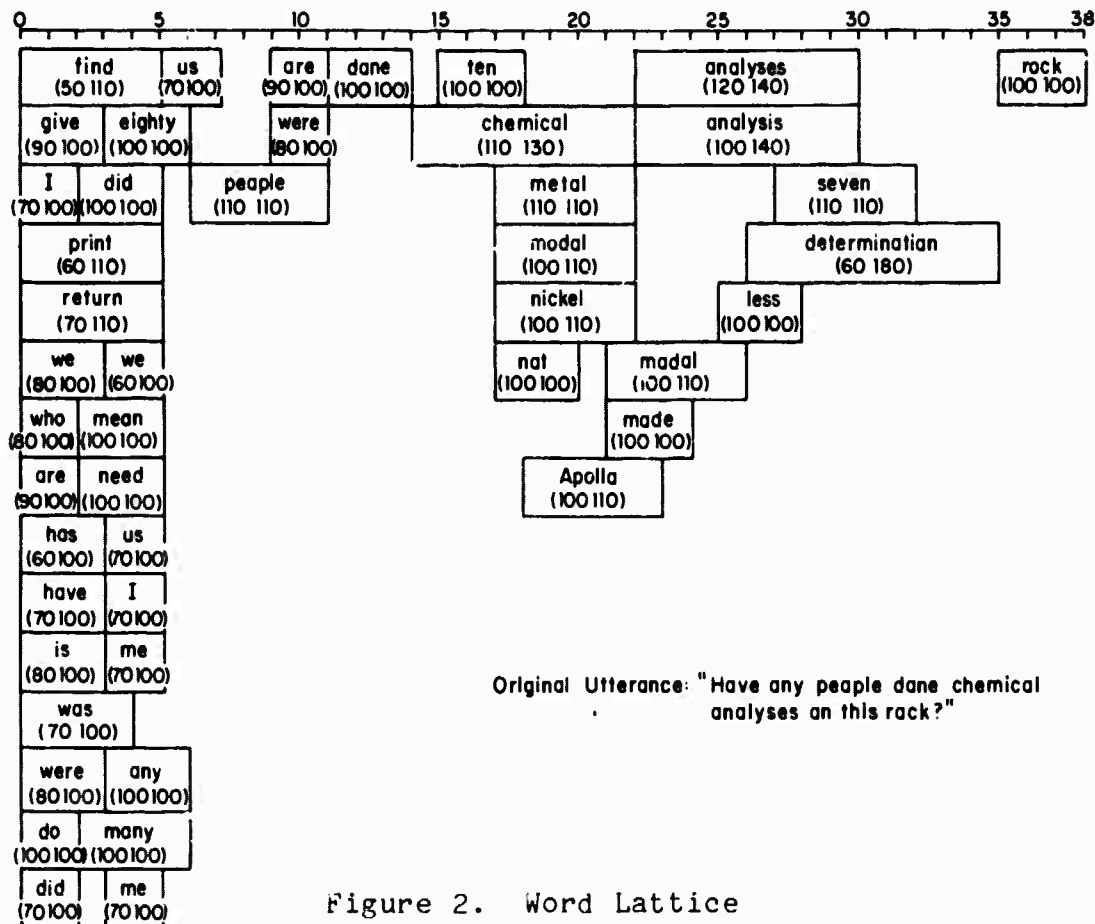 0 5 10 15 20 25 30 35 38
find us are dane ten analyses rock
(50 110) (70 100) (90 100) (100 100) (100 100) (120 140) (100 100)
give eighty were chemical analysis
(90 100) (100 100) (80 100) (110 130) (100 140)
I did peaple metal seven
(70 100) (100 100) (110 110) (110 110) (110 110)
print modal determinatian
(60 110) (100 110) (60 180)
return nickel less
(70 110) (100 110) (100 100)
we we nat madal
(80 100) (60 100) (100 100) (100 110)
who mean made
(80 100) (100 100) (100 100)
are need Apolla
(90 100) (100 100) (100 110)
has us
(60 100) (70 100)
have I
(70 100) (70 100)
is me
(80 100) (70 100)
Original Utterance: "Have any peaple dane chemical
analyses an this rack?"
was
(70 100)
were any
(80 100) (100 100)
do many
(100 100) (100 100)
did me
(70 100) (70 100)
Figure 2. Word Lattice